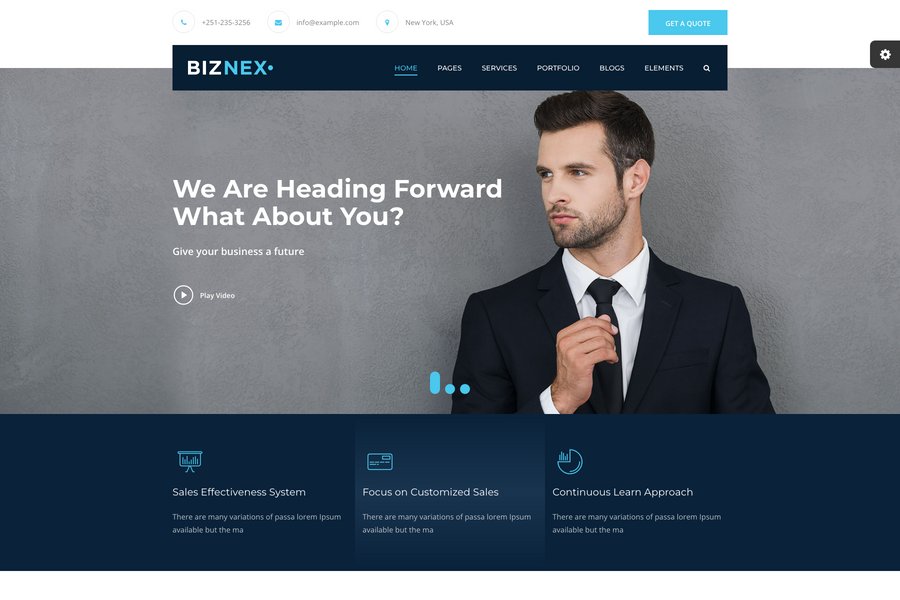 +251-235-3256 info@example.com New York, USA GET A QUOTE
BIZNEX HOME PAGES SERVICES PORTFOLIO BLOGS ELEMENTS
We Are Heading Forward
What About You?
Give your business a future
Play Video
Sales Effectiveness System
There are many variations of passa lorem Ipsum
available but the ma
Focus on Customized Sales
There are many variations of passa lorem Ipsum
available but the ma
Continuous Learn Approach
There are many variations of passa lorem Ipsum
available but the ma